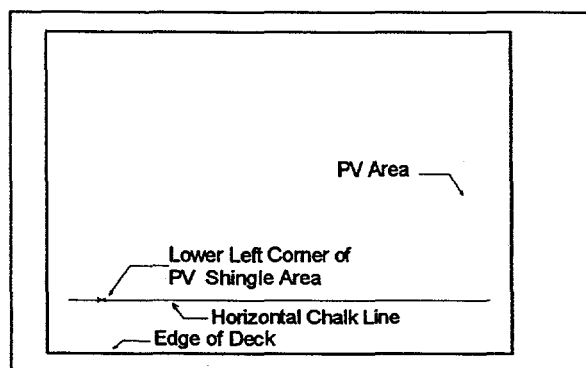 PV Area
Lower Left Corner of
PV Shingle Area
Horizontal Chalk Line
Edge of Deck